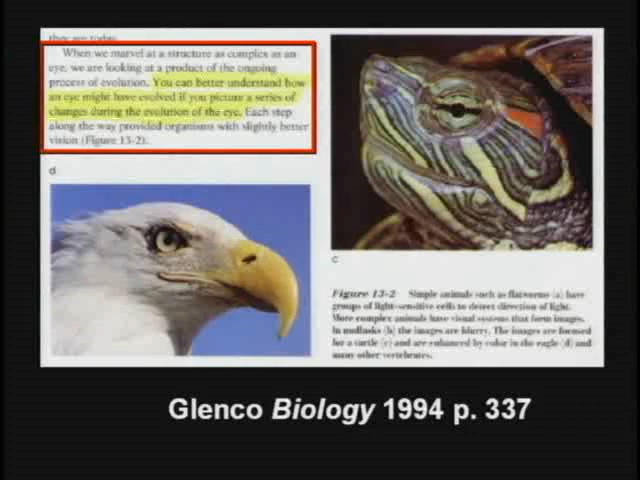 they are today.
When we marvel at a structure as complex as an
eye, we are looking at a product of the ongoing
process of evolution. You can better understand how
an eye might have evolved if you picture a series of
changes during the evolution of the eye. Each step
along the way provided organisms with slightly better
vision (Figure 13-2).
d
c
Figure 13-2 Simple animals such as flatworms (a) have
groups of light-sensitive cells to detect direction of light.
More complex animals have visual systems that form images.
In mollusks (b) the images are blurry. The images are focused
for a turtle (c) and are enhanced by color in the eagle (d) and
many other vertebrates.
Glenco Biology 1994 p. 337